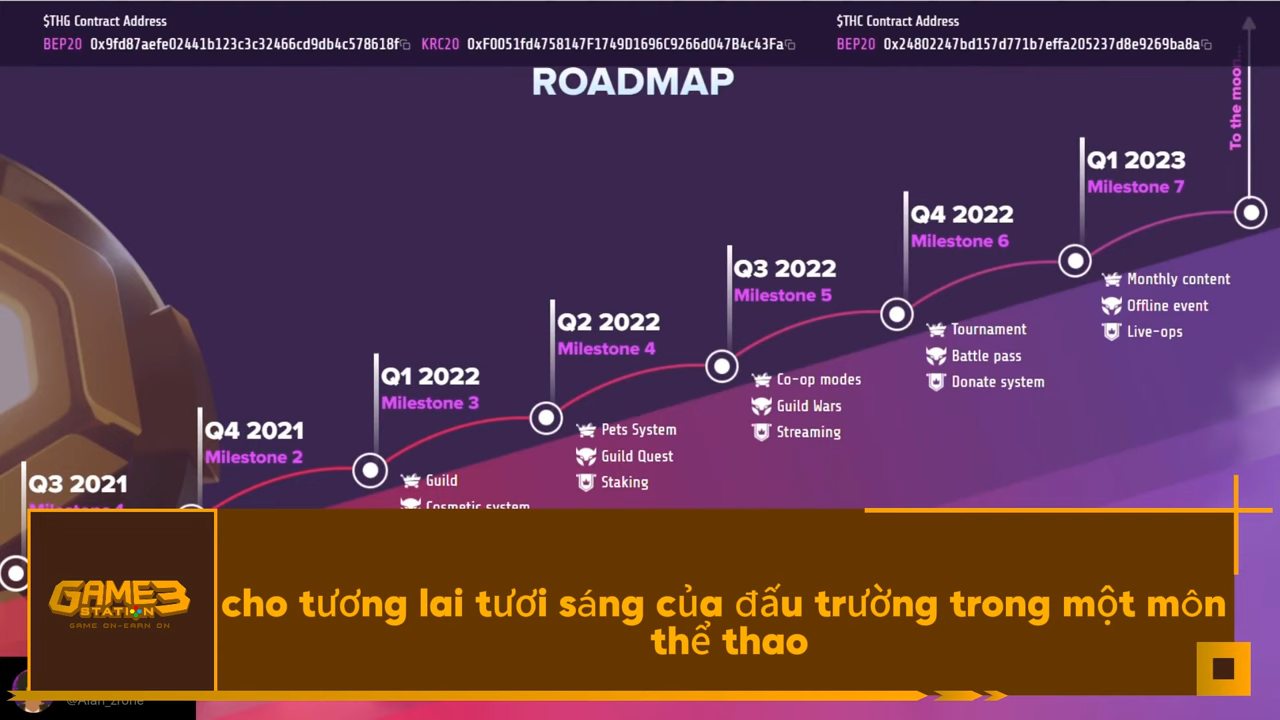 $THG Contract Address
BEP20 0x9fd87aefe02441b123c3c32466cd9db4c578618f KRC20 0xF0051fd4758147F1749D1696C9266d047B4c43Fa
$THC Contract Address
BEP20 0x24802247bd157d771b7effa205237d8e9269ba8a
ROADMAP
To the moon...
Q1 2023
Milestone 7
Monthly content
Offline event
Live-ops
Q4 2022
Milestone 6
Tournament
Battle pass
Donate system
Q3 2022
Milestone 5
Co-op modes
Guild Wars
Streaming
Q2 2022
Milestone 4
Pets System
Guild Quest
Staking
Q1 2022
Milestone 3
Guild
Cosmetic system
Q4 2021
Milestone 2
Q3 2021
Milestone 1
GAME3
STATION
GAME ON-EARN ON
cho tương lai tươi sáng của đấu trường trong một môn
thể thao